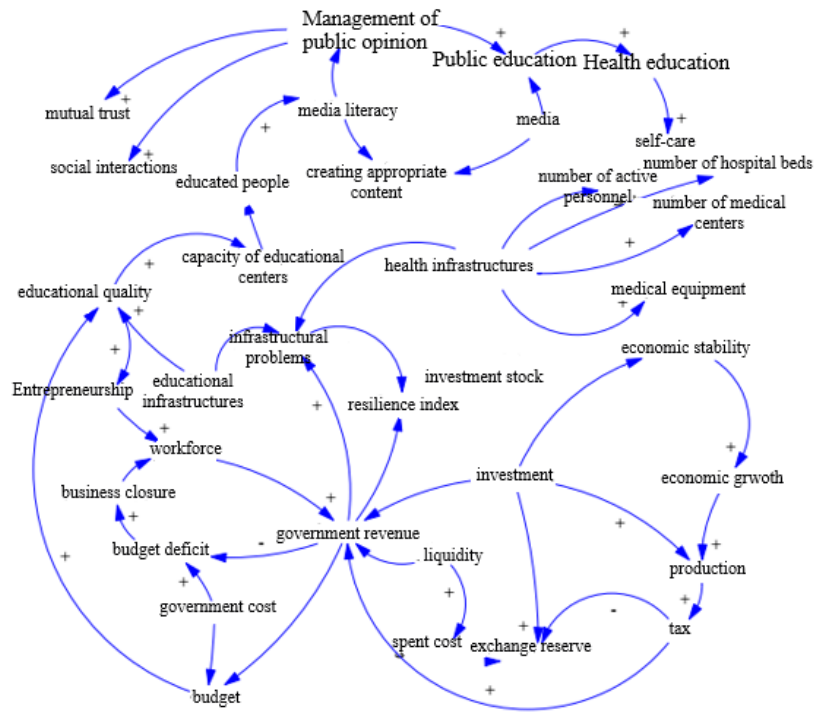 Management of
public opinion
+
+
Public education
Health education
+
mutual trust
media literacy
media
+
self-care
+
+
social interactions
educated people
creating appropriate
content
number of hospital beds
number of active
personnel
-
number of medical
centers
+
capacity of educational
centers
health infrastructures
+
educational quality
medical equipment
+
+
infrastructural
problems
economic stability
+
Entrepreneurship
educational
infrastructures
investment stock
resilience index
+
+
workforce
+
investment
economic grwoth
business closure
+
+
+
government revenue
+
budget deficit
-
liquidity
production
+
+
+
government cost
+
+
-
tax
+
spent cost
exchange reserve
+
budget